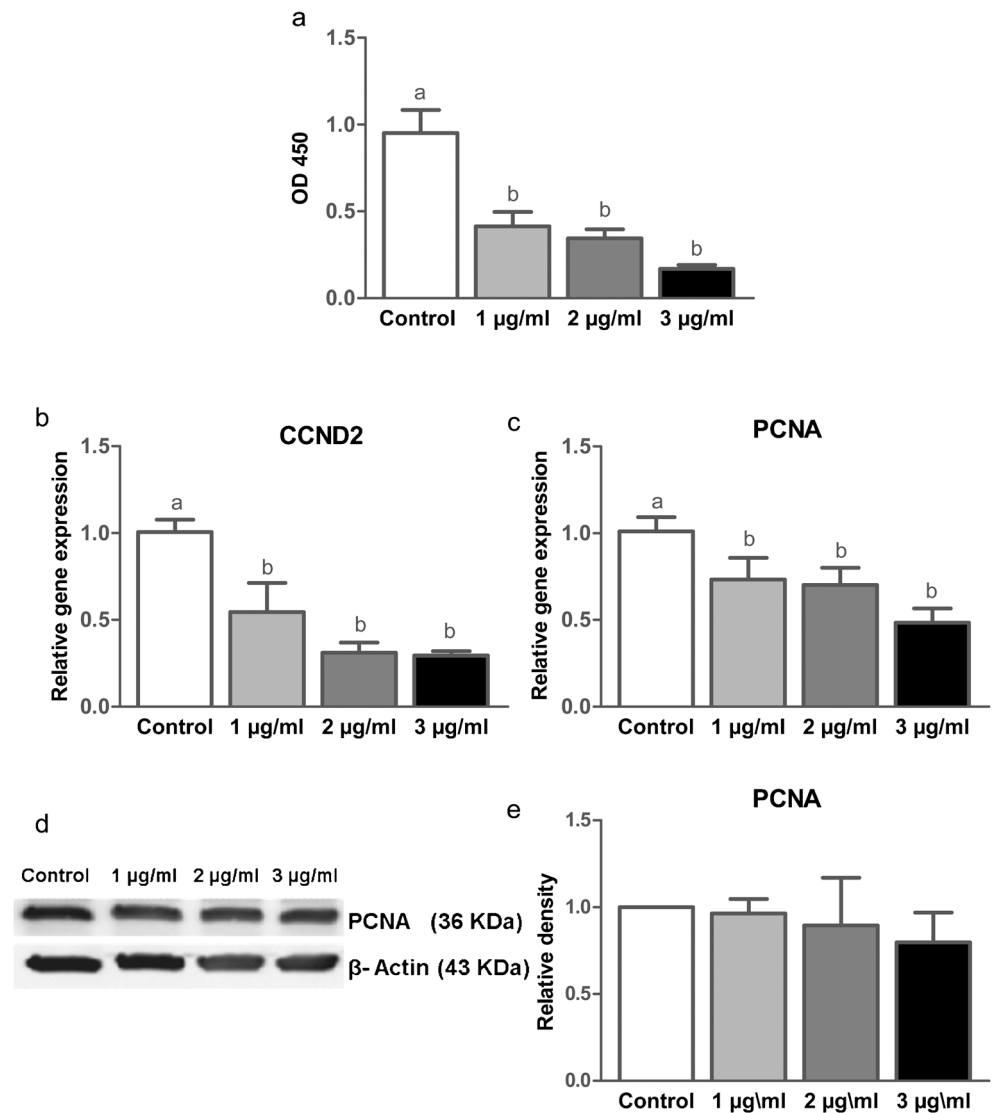 a
1.5
1.0
0.5
0.0
OD 450
a
b
b
b
Control 1 µg/ml 2 µg/ml 3 µg/ml
b
CCND2
1.5
1.0
0.5
0.0
Relative gene expression
a
b
b
b
Control 1 µg/ml 2 µg/ml 3 µg/ml
c
PCNA
1.5
1.0
0.5
0.0
Relative gene expression
a
b
b
b
Control 1 µg/ml 2 µg/ml 3 µg/ml
d
Control 1 µg/ml 2 µg/ml 3 µg/ml
PCNA (36 KDa)
β- Actin (43 KDa)
e
PCNA
1.5
1.0
0.5
0.0
Relative density
Control 1 µg\ml 2 µg\ml 3 µg\ml